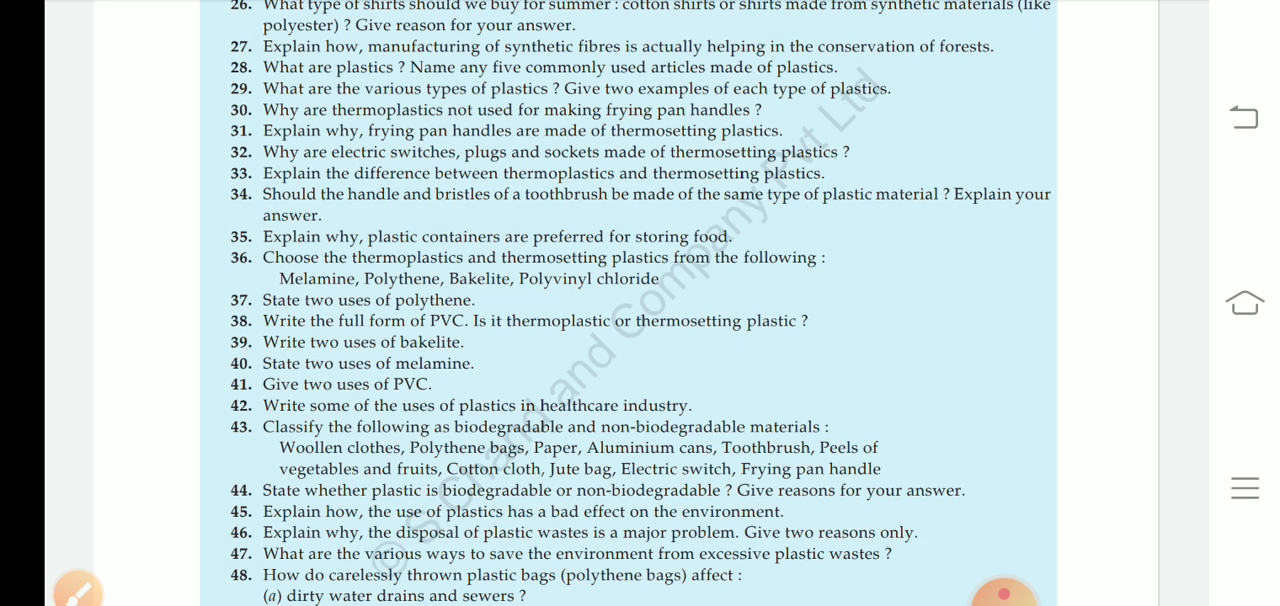 26. What type of shirts should we buy for summer : cotton shirts or shirts made from synthetic materials (like
polyester) ? Give reason for your answer.
27. Explain how, manufacturing of synthetic fibres is actually helping in the conservation of forests.
28. What are plastics ? Name any five commonly used articles made of plastics.
29. What are the various types of plastics ? Give two examples of each type of plastics.
30. Why are thermoplastics not used for making frying pan handles ?
31. Explain why, frying pan handles are made of thermosetting plastics.
32. Why are electric switches, plugs and sockets made of thermosetting plastics ?
33. Explain the difference between thermoplastics and thermosetting plastics.
34. Should the handle and bristles of a toothbrush be made of the same type of plastic material ? Explain your
answer.
35. Explain why, plastic containers are preferred for storing food.
36. Choose the thermoplastics and thermosetting plastics from the following :
Melamine, Polythene, Bakelite, Polyvinyl chloride
37. State two uses of polythene.
38. Write the full form of PVC. Is it thermoplastic or thermosetting plastic ?
39. Write two uses of bakelite.
40. State two uses of melamine.
41. Give two uses of PVC.
42. Write some of the uses of plastics in healthcare industry.
43. Classify the following as biodegradable and non-biodegradable materials :
Woollen clothes, Polythene bags, Paper, Aluminium cans, Toothbrush, Peels of
vegetables and fruits, Cotton cloth, Jute bag, Electric switch, Frying pan handle
44. State whether plastic is biodegradable or non-biodegradable ? Give reasons for your answer.
45. Explain how, the use of plastics has a bad effect on the environment.
46. Explain why, the disposal of plastic wastes is a major problem. Give two reasons only.
47. What are the various ways to save the environment from excessive plastic wastes ?
48. How do carelessly thrown plastic bags (polythene bags) affect :
(a) dirty water drains and sewers ?
© S Chand and Company Pvt Ltd